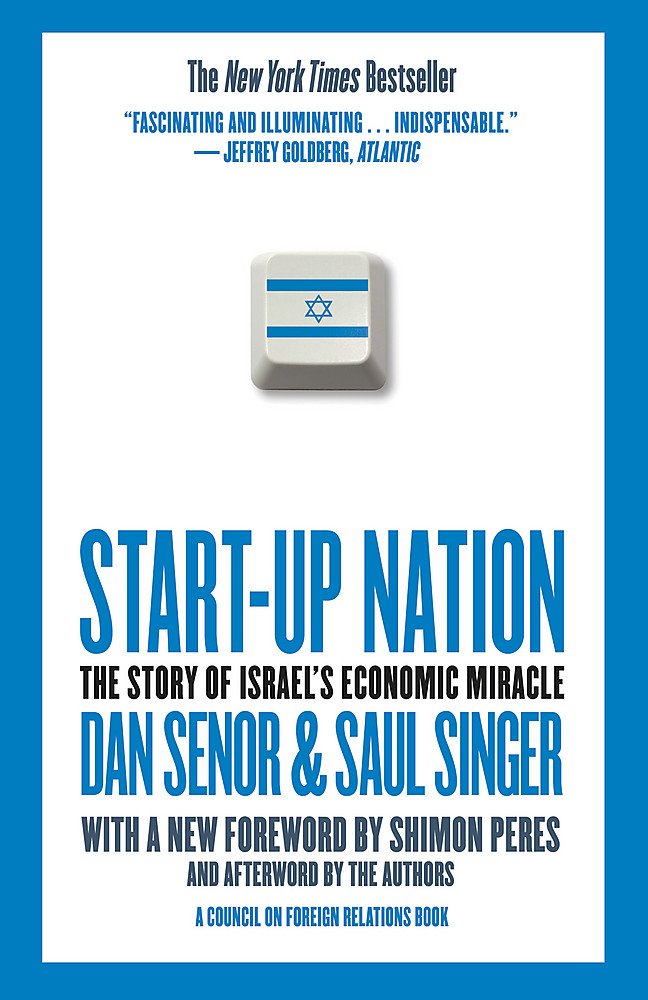 The New York Times Bestseller
“FASCINATING AND ILLUMINATING . . . INDISPENSABLE.”
— JEFFREY GOLDBERG, ATLANTIC
START-UP NATION
THE STORY OF ISRAEL’S ECONOMIC MIRACLE
DAN SENOR & SAUL SINGER
WITH A NEW FOREWORD BY SHIMON PERES
AND AFTERWORD BY THE AUTHORS
A COUNCIL ON FOREIGN RELATIONS BOOK